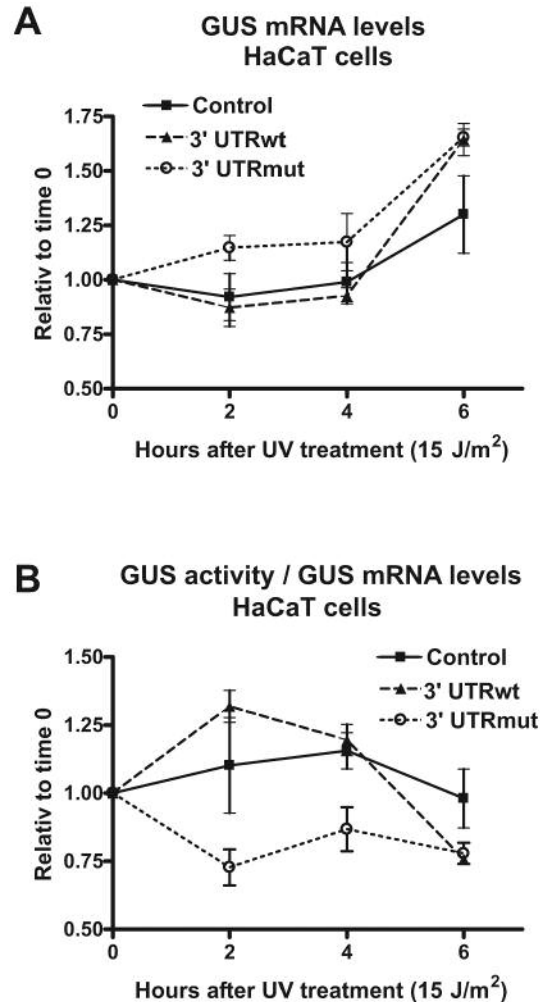 A
GUS mRNA levels
HaCaT cells
Control
3' UTRwt
3' UTRmut
1.75
1.50
1.25
1.00
0.75
0.50
Relativ to time 0
0
2
4
6
Hours after UV treatment (15 J/m²)
B
GUS activity / GUS mRNA levels
HaCaT cells
Control
3' UTRwt
3' UTRmut
1.50
1.25
1.00
0.75
0.50
Relativ to time 0
0
2
4
6
Hours after UV treatment (15 J/m²)